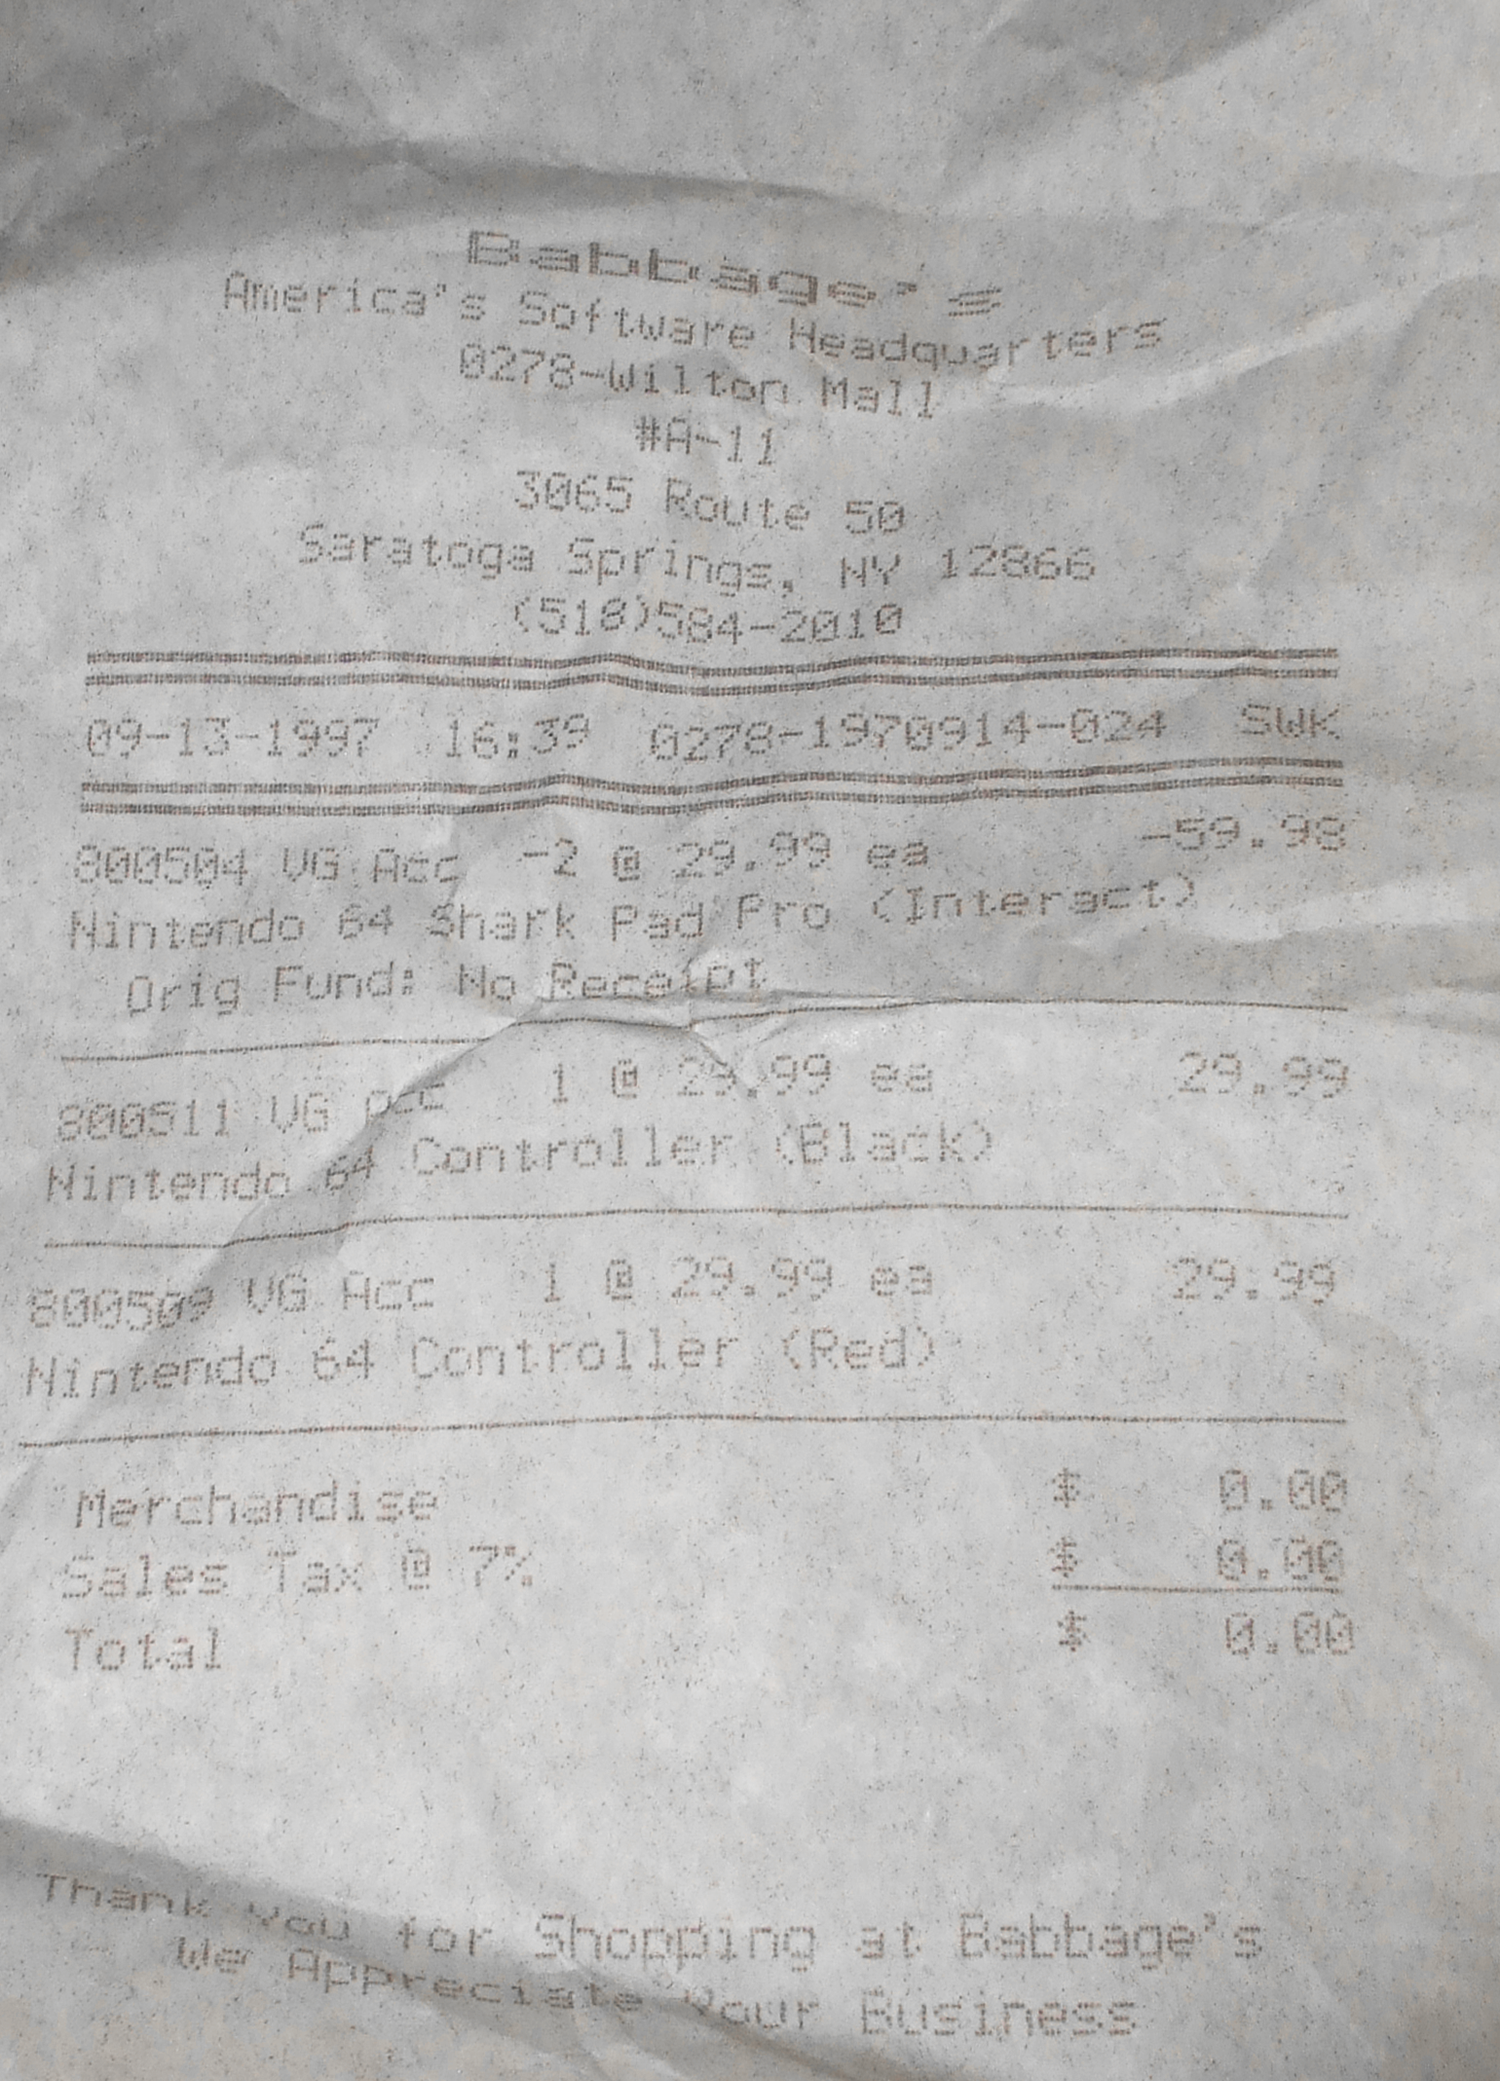 Babbage's
America's Software Headquarters
0278-Wilton Mall
#A-11
3065 Route 50
Saratoga Springs, NY 12866
(518)584-2010
09-13-1997 16:39 0278-1970914-024 SWK
800504 VG Acc -2 @ 29.99 ea -59.98
Nintendo 64 Shark Pad Pro (Interact)
Orig Fund: No Receipt
800511 VG Acc 1 @ 29.99 ea 29.99
Nintendo 64 Controller (Black)
800509 VG Acc 1 @ 29.99 ea 29.99
Nintendo 64 Controller (Red)
Merchandise $ 0.00
Sales Tax @ 7% $ 0.00
Total $ 0.00
Thank You for Shopping at Babbage's
We Appreciate Your Business